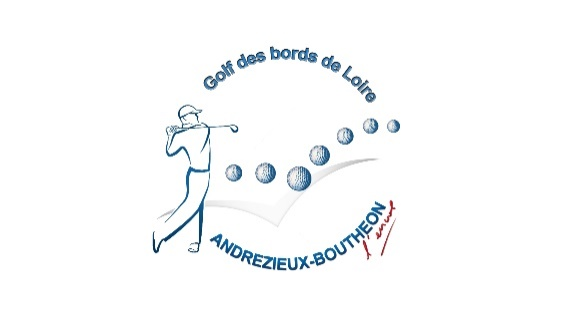 Golf des bords de Loire
ANDREZIEUX-BOUTHEON
l'envol